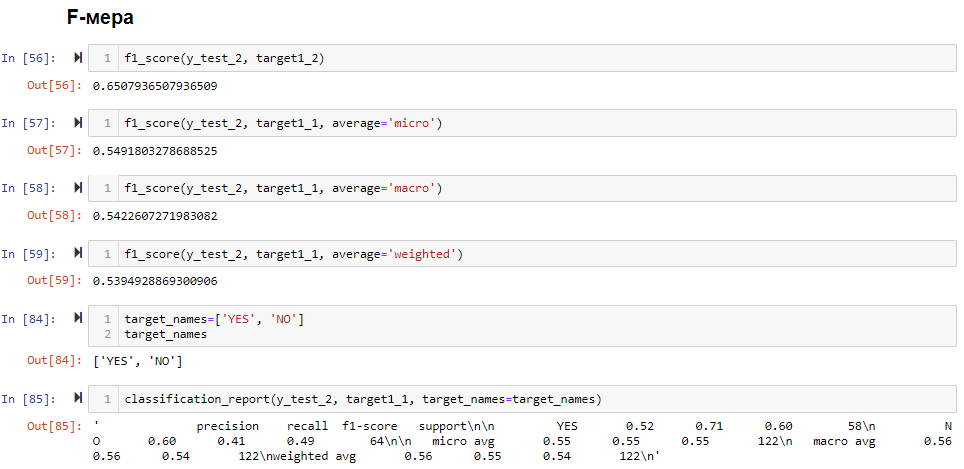 F-мера
In [56]: 1 f1_score(y_test_2, target1_2)
Out[56]: 0.6507936507936509
In [57]: 1 f1_score(y_test_2, target1_1, average='micro')
Out[57]: 0.5491803278688525
In [58]: 1 f1_score(y_test_2, target1_1, average='macro')
Out[58]: 0.5422607271983082
In [59]: 1 f1_score(y_test_2, target1_1, average='weighted')
Out[59]: 0.5394928869300906
In [84]: 1 target_names=['YES', 'NO']
2 target_names
Out[84]: ['YES', 'NO']
In [85]: 1 classification_report(y_test_2, target1_1, target_names=target_names)
Out[85]: ' precision recall f1-score support\n\n YES 0.52 0.71 0.60 58\n N
O 0.60 0.41 0.49 64\n\n micro avg 0.55 0.55 0.55 122\n macro avg 0.56
0.56 0.54 122\nweighted avg 0.56 0.55 0.54 122\n'